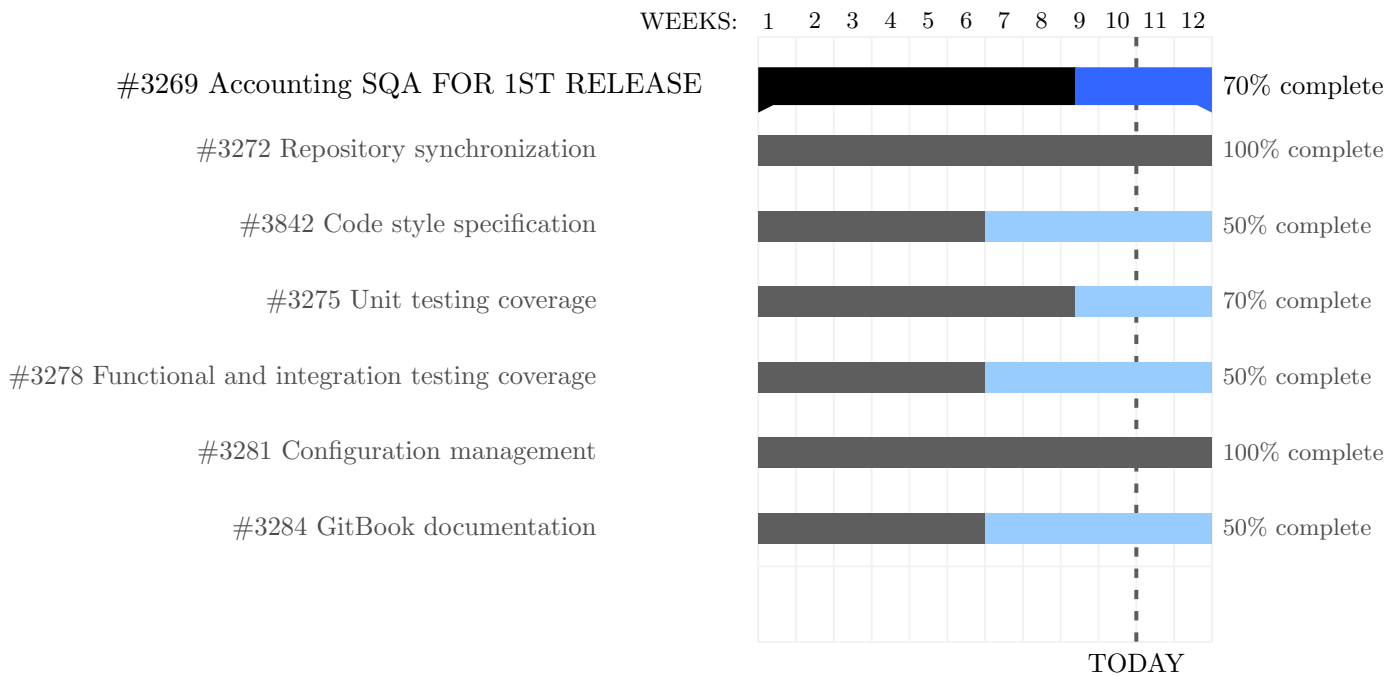 WEEKS: 1 2 3 4 5 6 7 8 9 10 11 12
#3269 Accounting SQA FOR 1ST RELEASE 70% complete
#3272 Repository synchronization 100% complete
#3842 Code style specification 50% complete
#3275 Unit testing coverage 70% complete
#3278 Functional and integration testing coverage 50% complete
#3281 Configuration management 100% complete
#3284 GitBook documentation 50% complete
TODAY